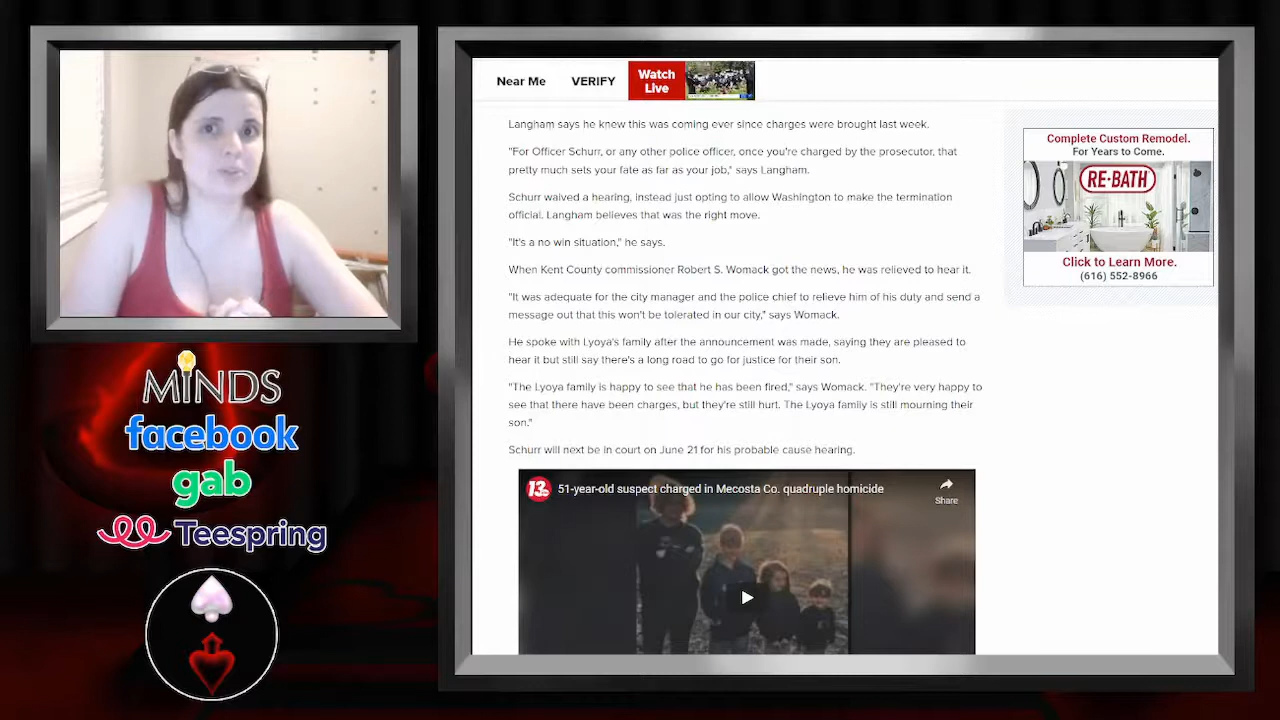 Near Me
VERIFY
Watch
Live
Langham says he knew this was coming ever since charges were brought last week.
"For Officer Schurr, or any other police officer, once you're charged by the prosecutor, that
pretty much sets your fate as far as your job," says Langham.
Schurr waived a hearing, instead just opting to allow Washington to make the termination
official. Langham believes that was the right move.
"It's a no win situation," he says.
When Kent County commissioner Robert S. Womack got the news, he was relieved to hear it.
"It was adequate for the city manager and the police chief to relieve him of his duty and send a
message out that this won't be tolerated in our city," says Womack.
He spoke with Lyoya's family after the announcement was made, saying they are pleased to
hear it but still say there's a long road to go for justice for their son.
"The Lyoya family is happy to see that he has been fired," says Womack. "They're very happy to
see that there have been charges, but they're still hurt. The Lyoya family is still mourning their
son."
Schurr will next be in court on June 21 for his probable cause hearing.
13
51-year-old suspect charged in Mecosta Co. quadruple homicide
Share
Complete Custom Remodel.
For Years to Come.
RE·BATH
Click to Learn More.
(616) 552-8966
MINDS
facebook
gab
Teespring